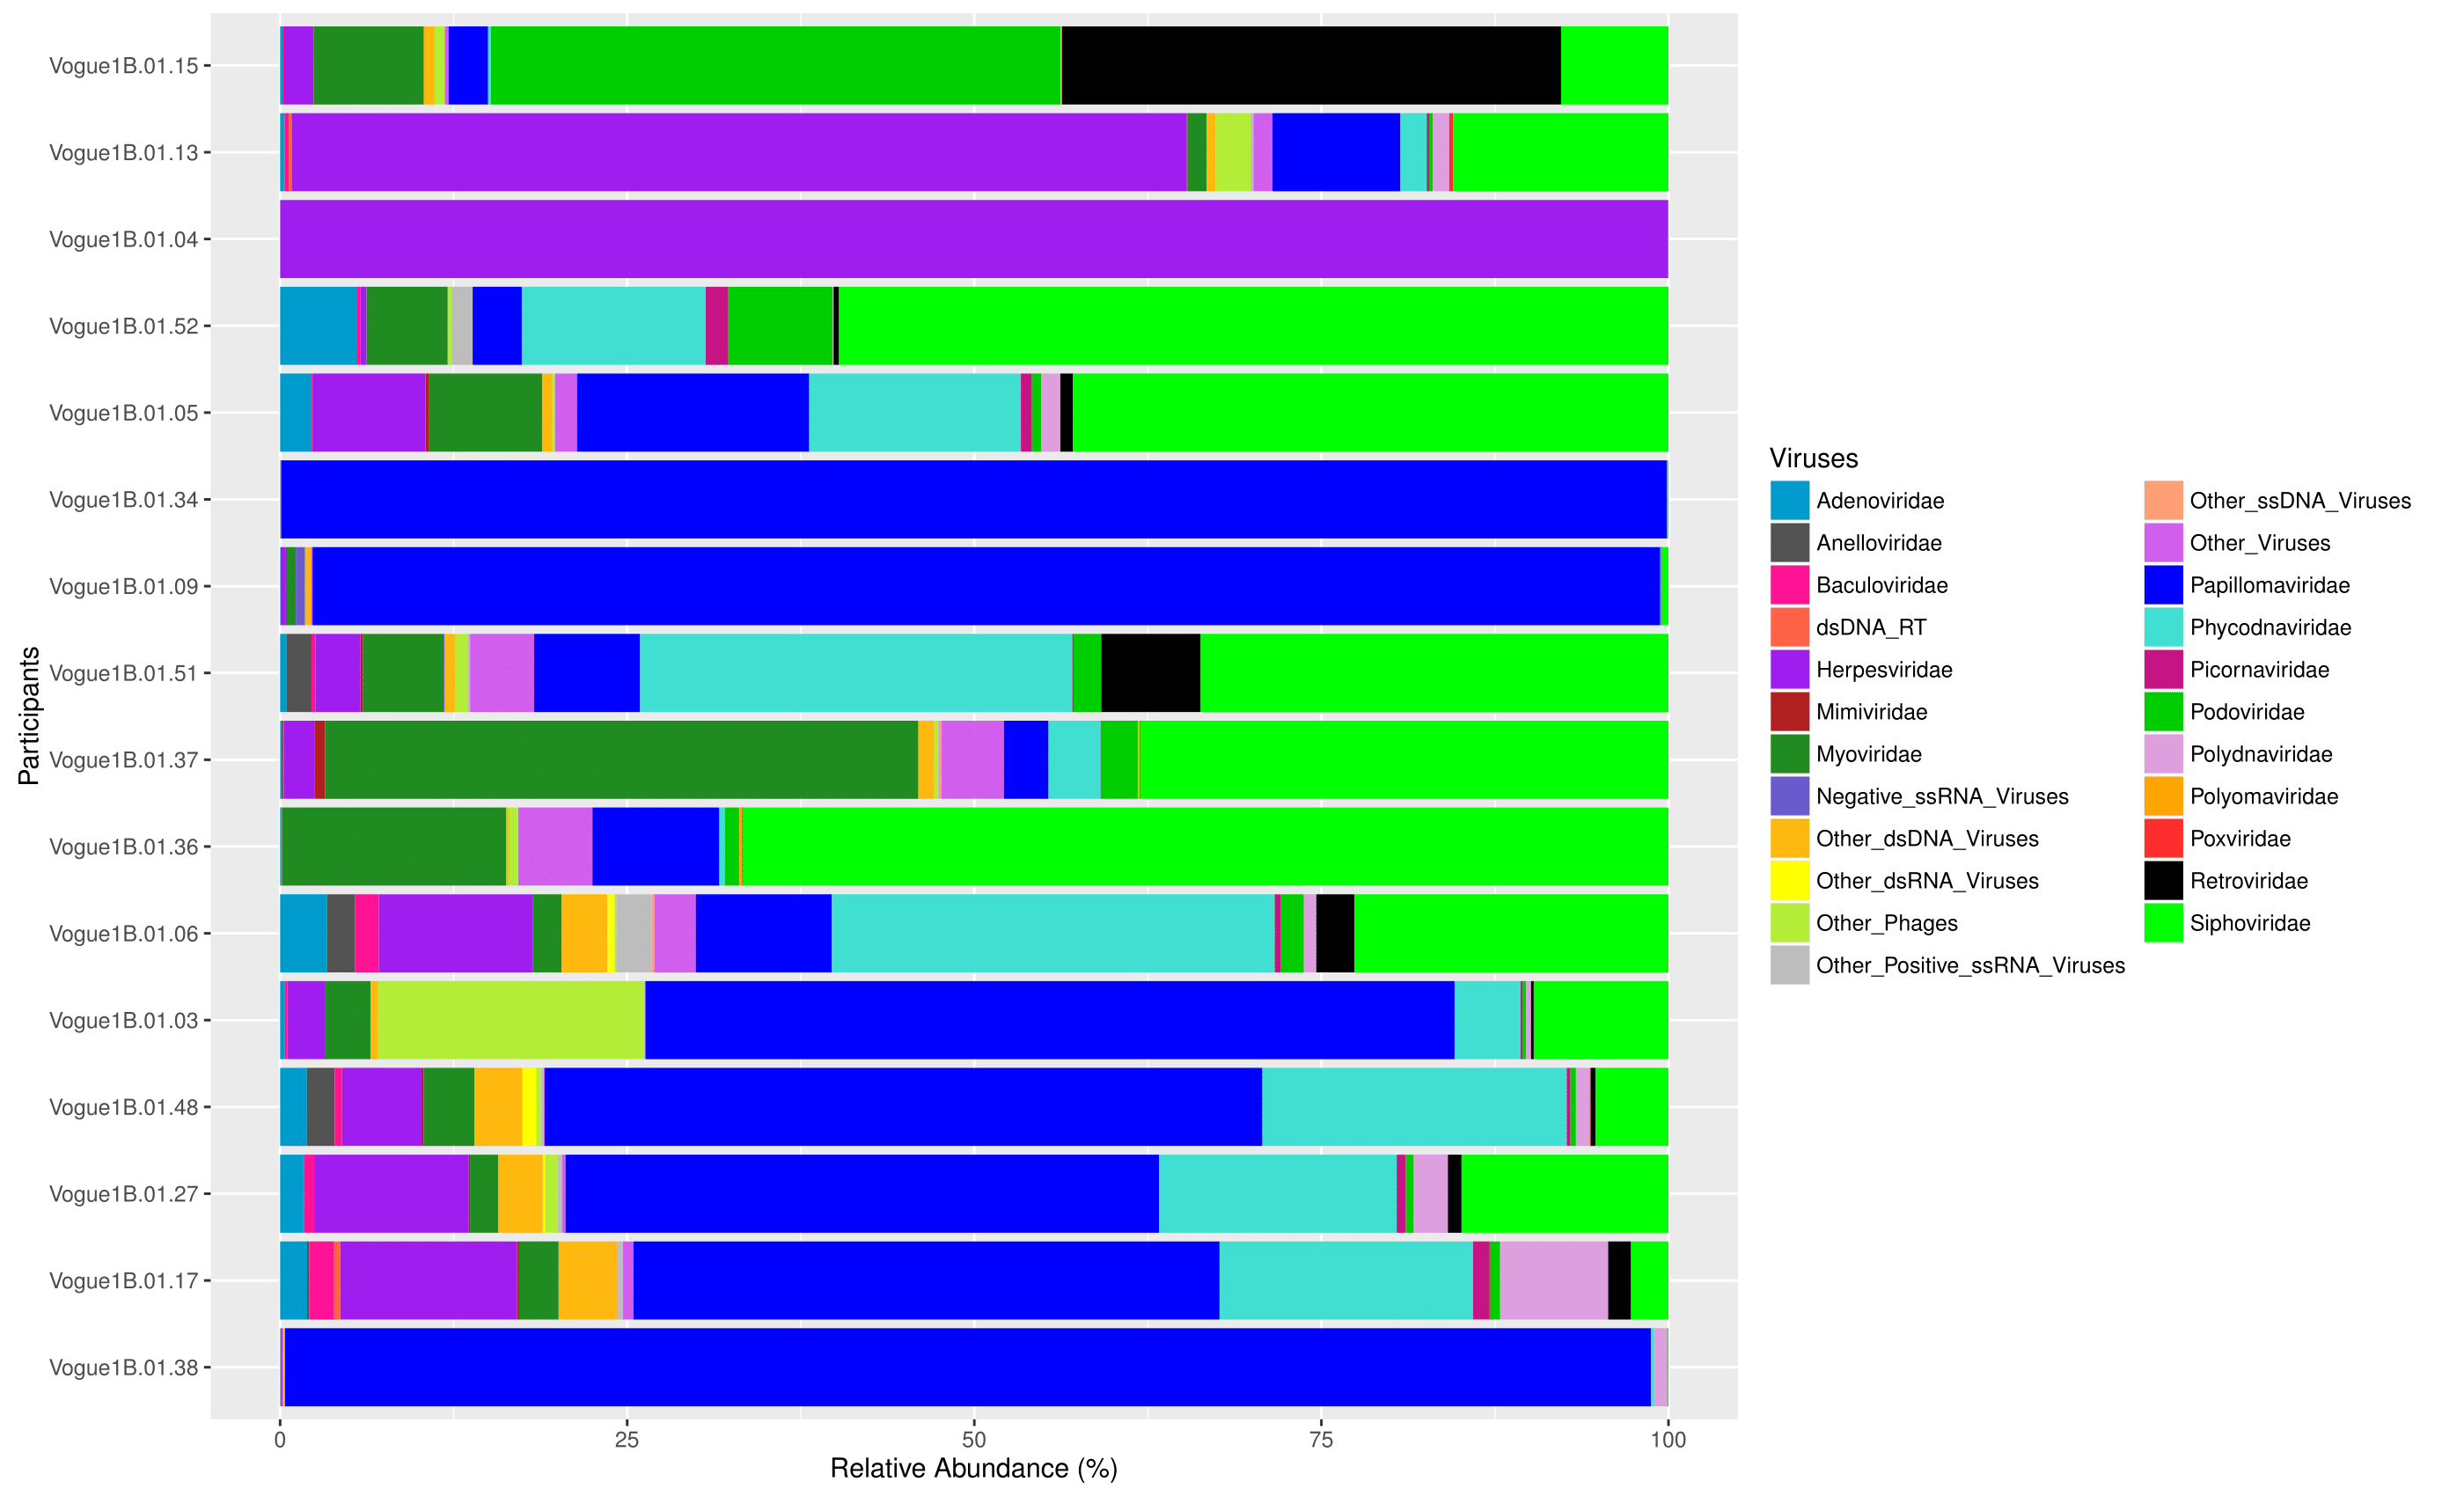 Vogue1B.01.15
Vogue1B.01.13
Vogue1B.01.04
Vogue1B.01.52
Vogue1B.01.05
Vogue1B.01.34
Vogue1B.01.09
Vogue1B.01.51
Vogue1B.01.37
Vogue1B.01.36
Vogue1B.01.06
Vogue1B.01.03
Vogue1B.01.48
Vogue1B.01.27
Vogue1B.01.17
Vogue1B.01.38
Participants
0 25 50 75 100
Relative Abundance (%)
Viruses
Adenoviridae
Anelloviridae
Baculoviridae
dsDNA_RT
Herpesviridae
Mimiviridae
Myoviridae
Negative_ssRNA_Viruses
Other_dsDNA_Viruses
Other_dsRNA_Viruses
Other_Phages
Other_Positive_ssRNA_Viruses
Other_ssDNA_Viruses
Other_Viruses
Papillomaviridae
Phycodnaviridae
Picornaviridae
Podoviridae
Polydnaviridae
Polyomaviridae
Poxviridae
Retroviridae
Siphoviridae